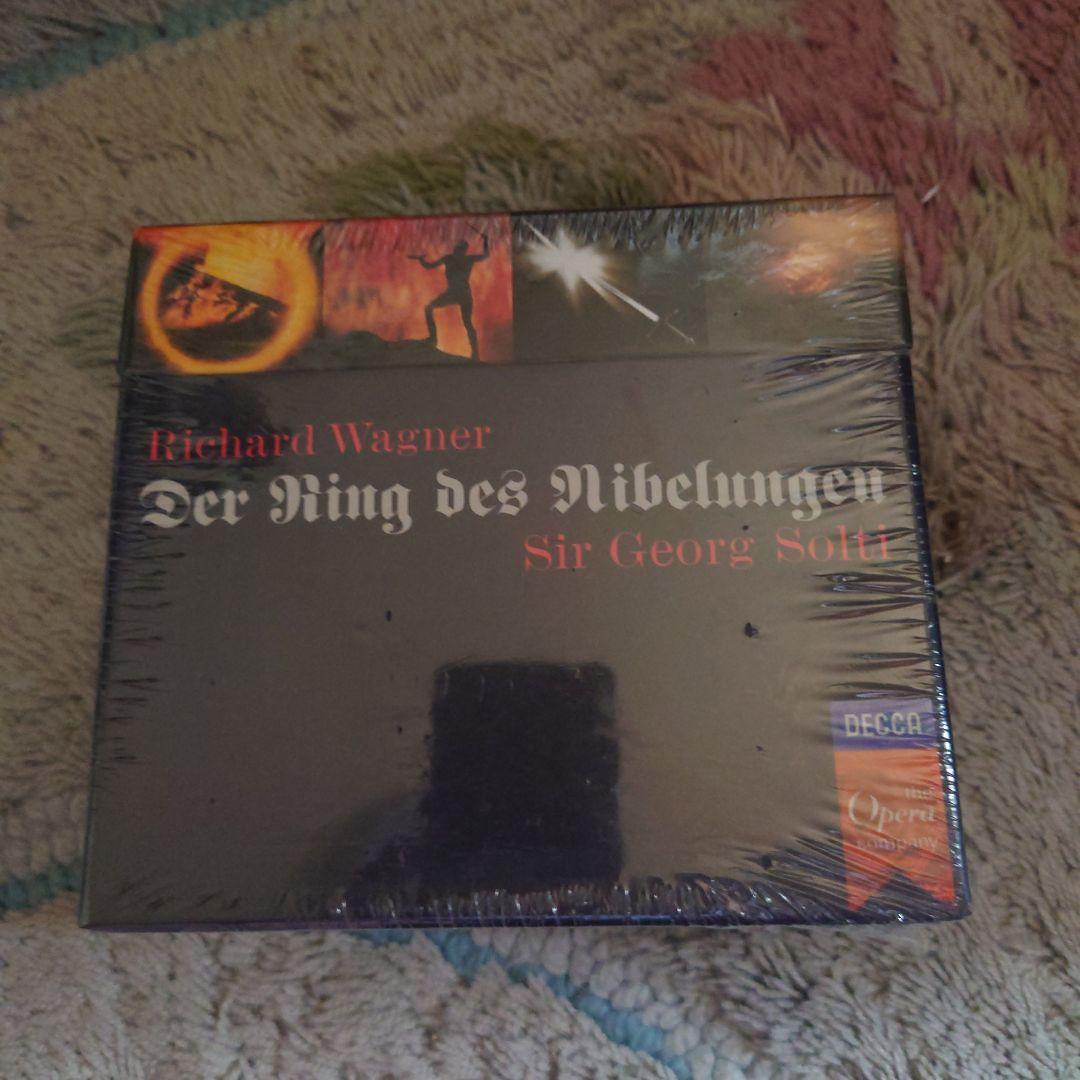 Richard Wagner
Der Ring des Nibelungen
Sir Georg Solti
DECCA
the
Opera
company